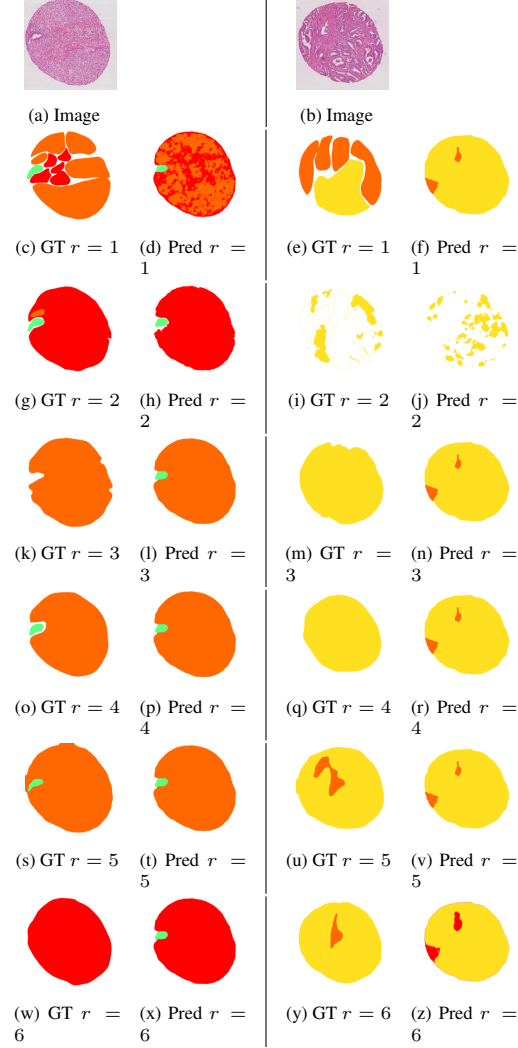 (a) Image
(b) Image
(c) GT r = 1
(d) Pred r =
1
(e) GT r = 1
(f) Pred r =
1
(g) GT r = 2
(h) Pred r =
2
(i) GT r = 2
(j) Pred r =
2
(k) GT r = 3
(l) Pred r =
3
(m) GT r =
3
(n) Pred r =
3
(o) GT r = 4
(p) Pred r =
4
(q) GT r = 4
(r) Pred r =
4
(s) GT r = 5
(t) Pred r =
5
(u) GT r = 5
(v) Pred r =
5
(w) GT r =
6
(x) Pred r =
6
(y) GT r = 6
(z) Pred r =
6